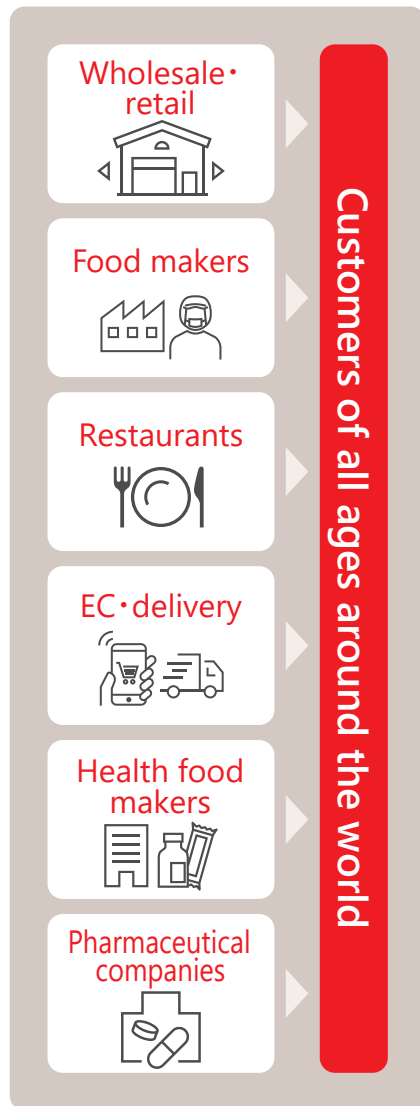 Wholesale・
retail
Food makers
Restaurants
EC・delivery
Health food
makers
Pharmaceutical
companies
Customers of all ages around the world